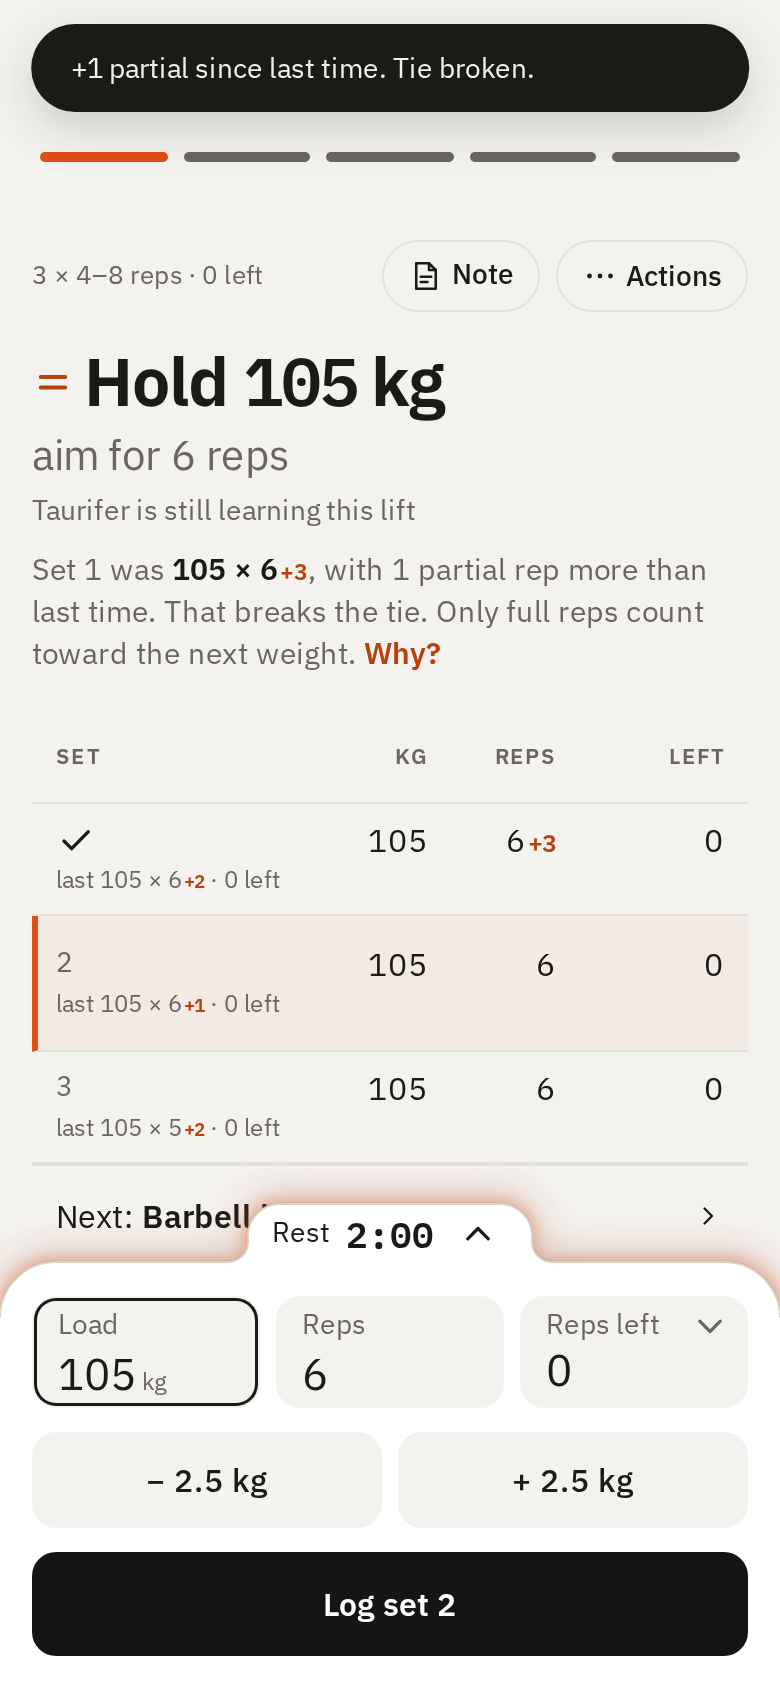 +1 partial since last time. Tie broken.
3 × 4–8 reps · 0 left
Note
··· Actions
= Hold 105 kg
aim for 6 reps
Taurifer is still learning this lift
Set 1 was 105 × 6+3, with 1 partial rep more than
last time. That breaks the tie. Only full reps count
toward the next weight. Why?
SET KG REPS LEFT
✓ 105 6+3 0
last 105 × 6+2 · 0 left
2 105 6 0
last 105 × 6+1 · 0 left
3 105 6 0
last 105 × 5+2 · 0 left
Next: Barbell
Rest 2:00
Load Reps Reps left
105 kg 6 0
− 2.5 kg + 2.5 kg
Log set 2